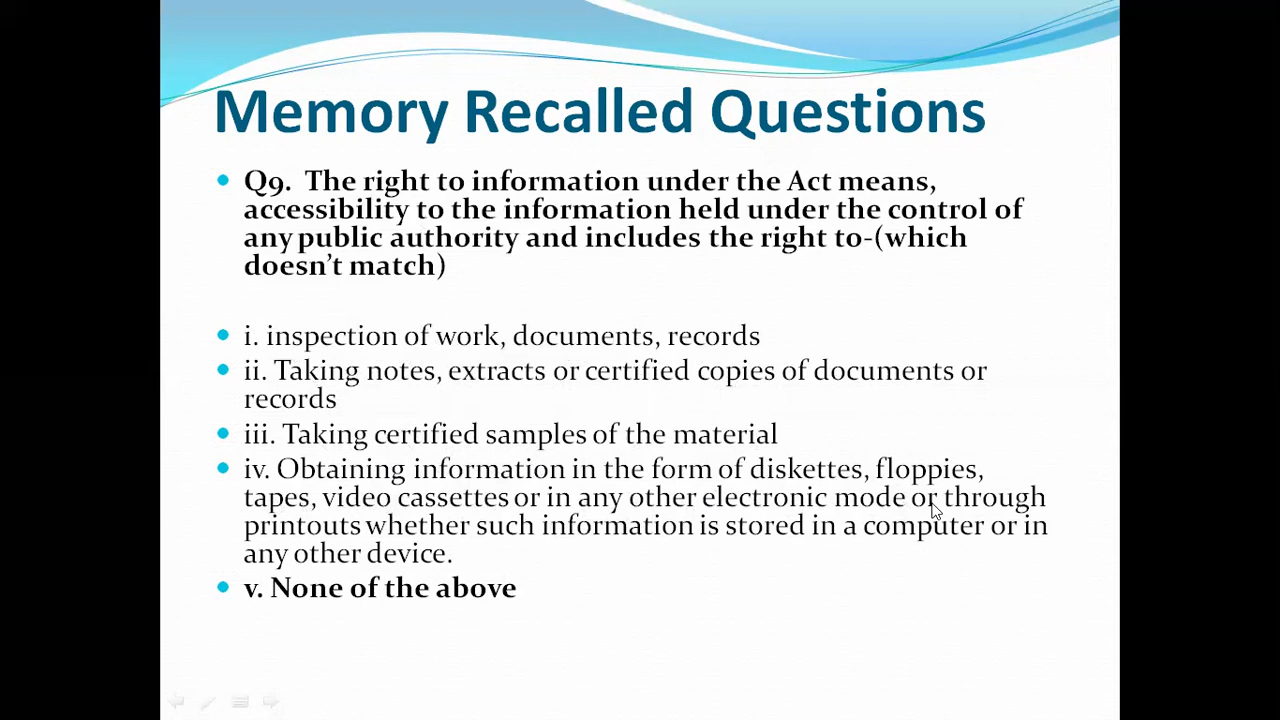 Memory Recalled Questions
Q9. The right to information under the Act means,
accessibility to the information held under the control of
any public authority and includes the right to-(which
doesn't match)
i. inspection of work, documents, records
ii. Taking notes, extracts or certified copies of documents or
records
iii. Taking certified samples of the material
iv. Obtaining information in the form of diskettes, floppies,
tapes, video cassettes or in any other electronic mode or through
printouts whether such information is stored in a computer or in
any other device.
v. None of the above